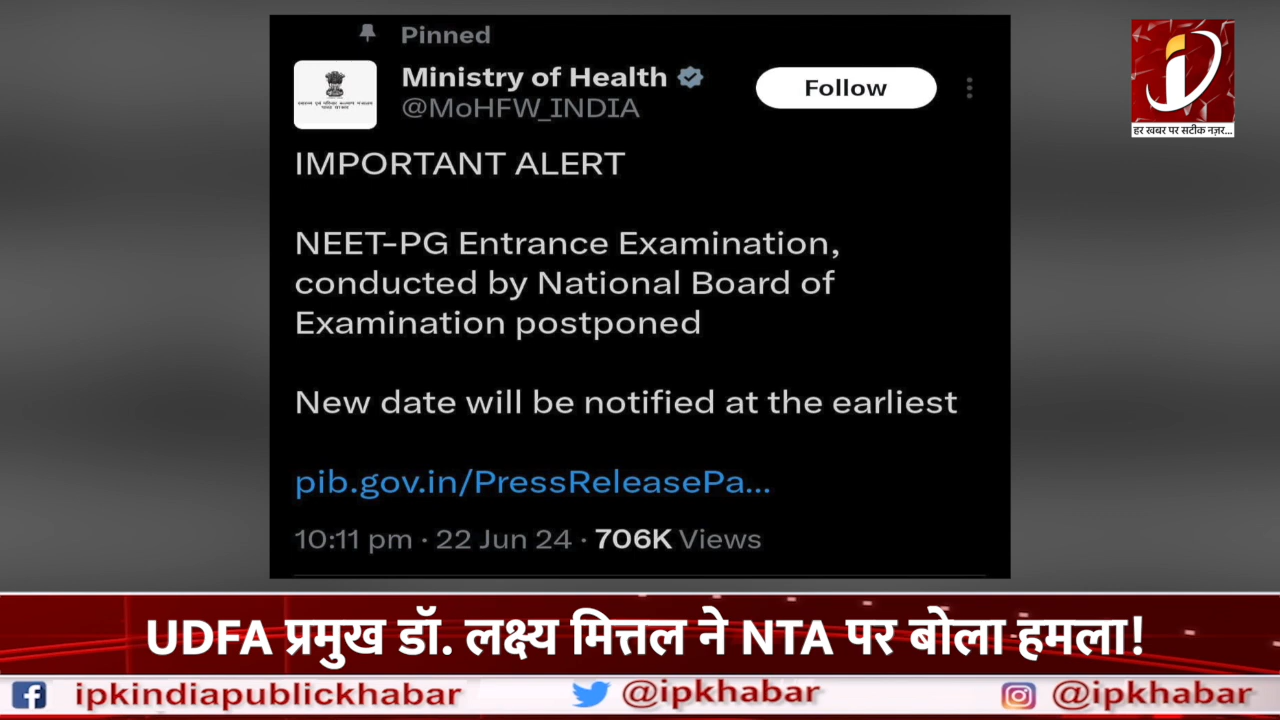 Pinned
Ministry of Health
@MoHFW_INDIA
Follow
IMPORTANT ALERT
NEET-PG Entrance Examination,
conducted by National Board of
Examination postponed
New date will be notified at the earliest
pib.gov.in/PressReleasePa...
10:11 pm · 22 Jun 24 · 706K Views
हर खबर पर सटीक नज़र...
UDFA प्रमुख डॉ. लक्ष्य मित्तल ने NTA पर बोला हमला!
ipkindiapublickhabar
@ipkhabar
@ipkhabar